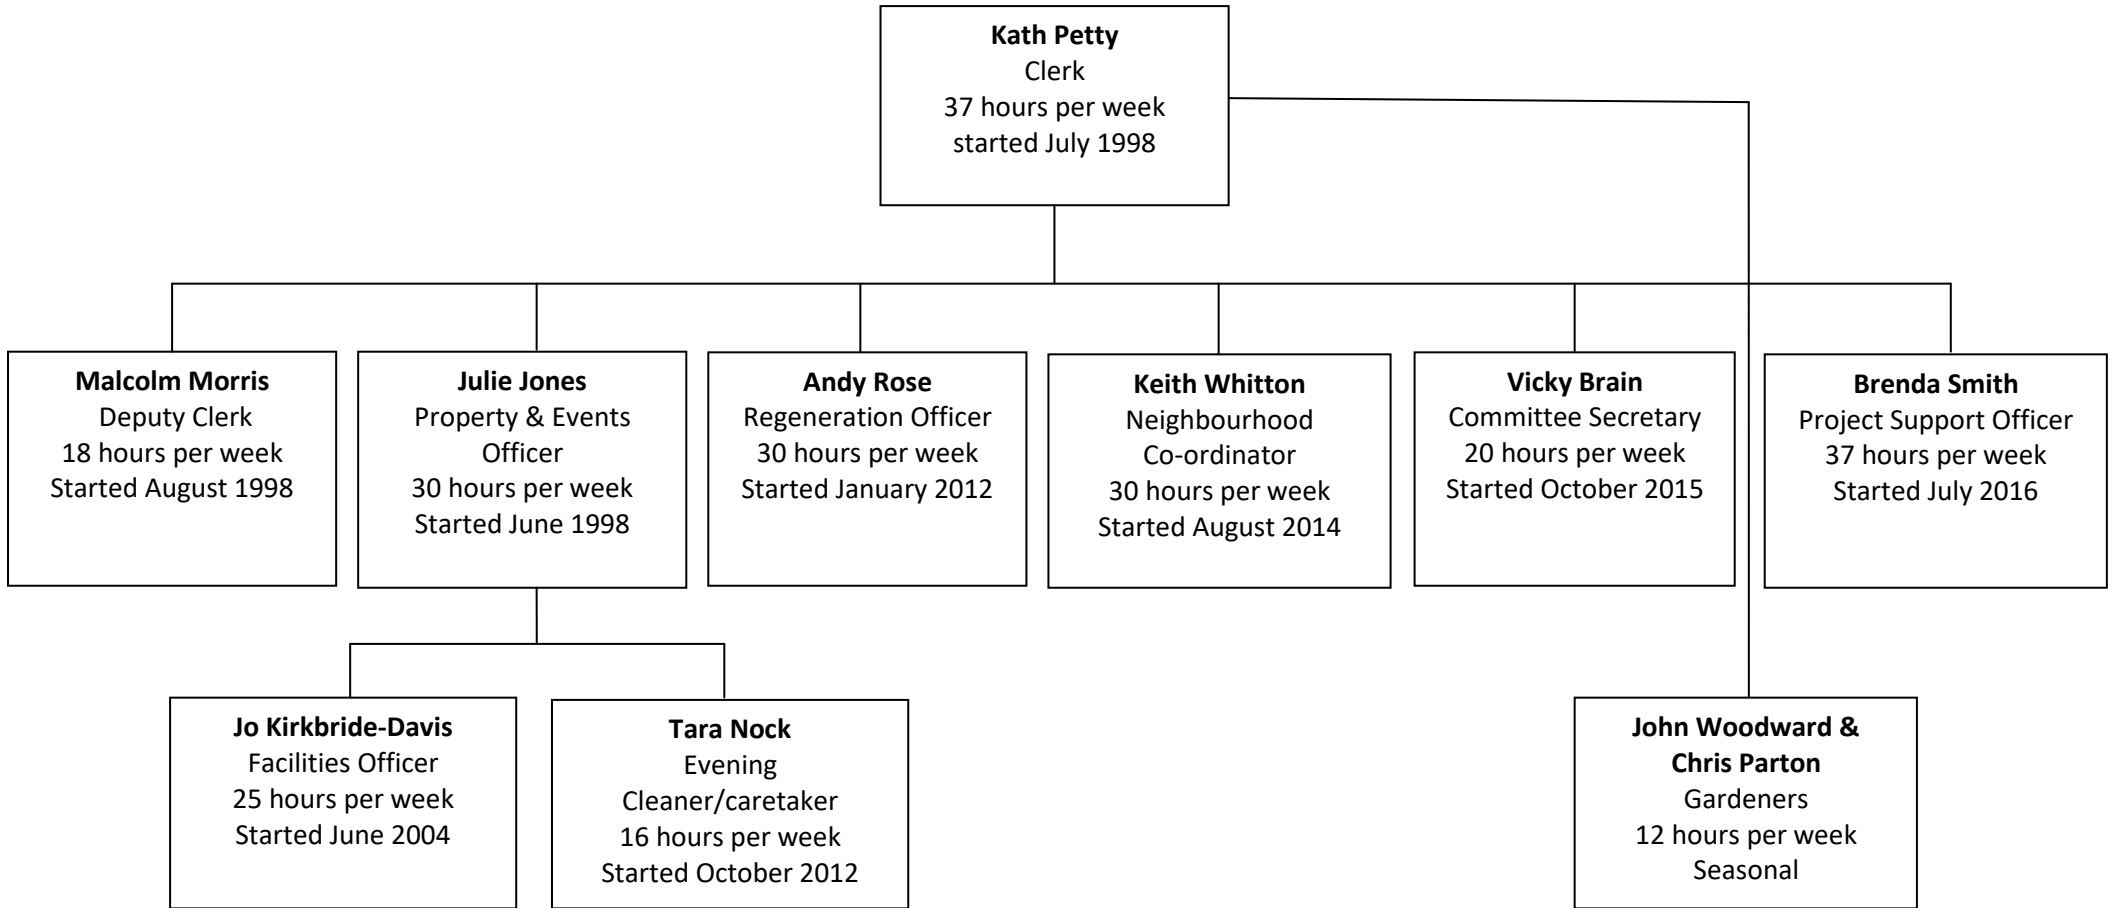 Kath Petty
Clerk
37 hours per week
started July 1998
Malcolm Morris
Deputy Clerk
18 hours per week
Started August 1998
Julie Jones
Property & Events
Officer
30 hours per week
Started June 1998
Andy Rose
Regeneration Officer
30 hours per week
Started January 2012
Keith Whitton
Neighbourhood
Co-ordinator
30 hours per week
Started August 2014
Vicky Brain
Committee Secretary
20 hours per week
Started October 2015
Brenda Smith
Project Support Officer
37 hours per week
Started July 2016
Jo Kirkbride-Davis
Facilities Officer
25 hours per week
Started June 2004
Tara Nock
Evening
Cleaner/caretaker
16 hours per week
Started October 2012
John Woodward &
Chris Parton
Gardeners
12 hours per week
Seasonal